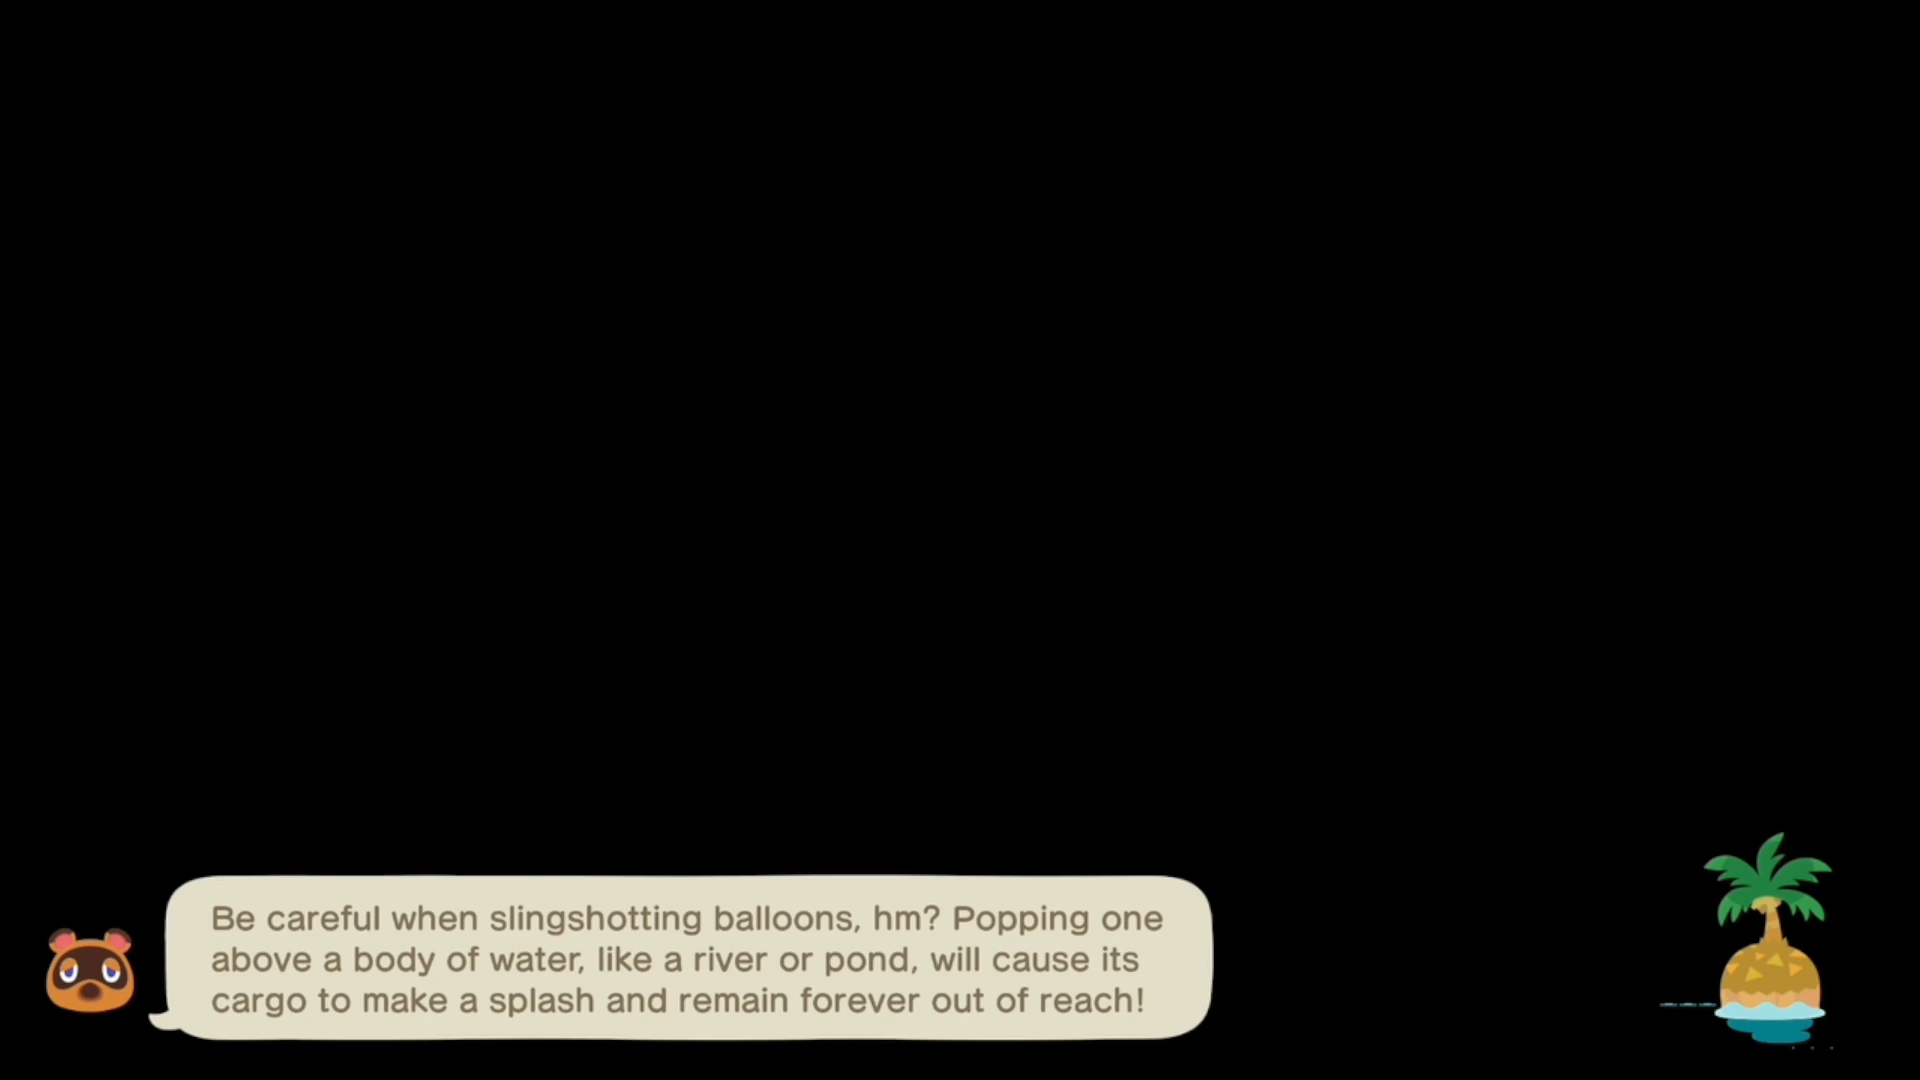 Be careful when slingshotting balloons, hm? Popping one
above a body of water, like a river or pond, will cause its
cargo to make a splash and remain forever out of reach!